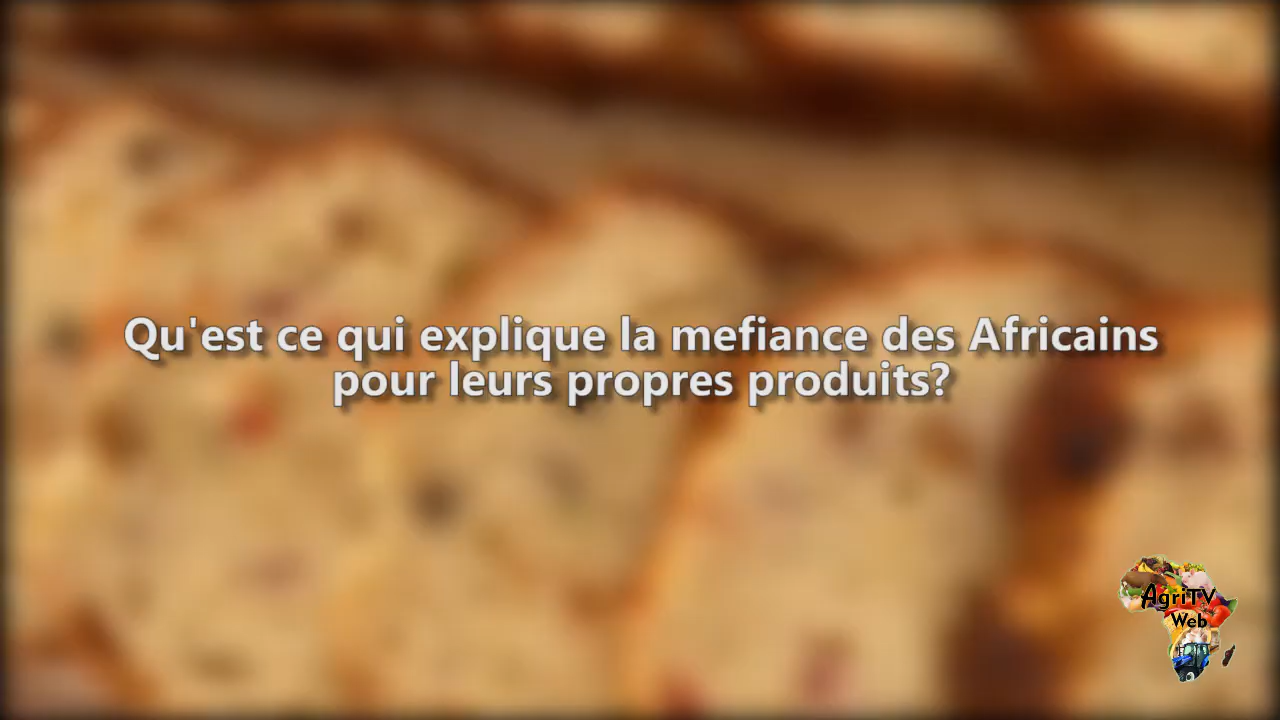 Qu'est ce qui explique la mefiance des Africains
pour leurs propres produits?
AgriTV
Web